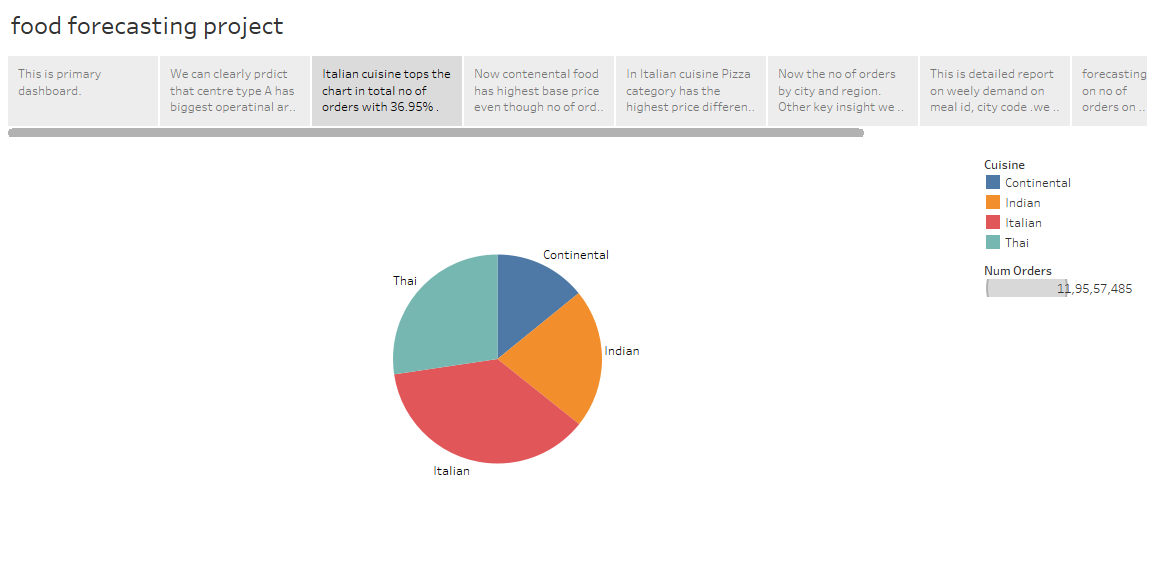 food forecasting project
This is primary
dashboard.
We can clearly prdict
that centre type A has
biggest operatinal ar..
Italian cuisine tops the
chart in total no of
orders with 36.95% .
Now contenental food
has highest base price
even though no of ord..
In Italian cuisine Pizza
category has the
highest price differen..
Now the no of orders
by city and region.
Other key insight we ..
This is detailed report
on weely demand on
meal id, city code .we ..
forecasting
on no of
orders on ..
Cuisine
Continental
Indian
Italian
Thai
Num Orders
11,95,57,485
Continental
Thai
Indian
Italian